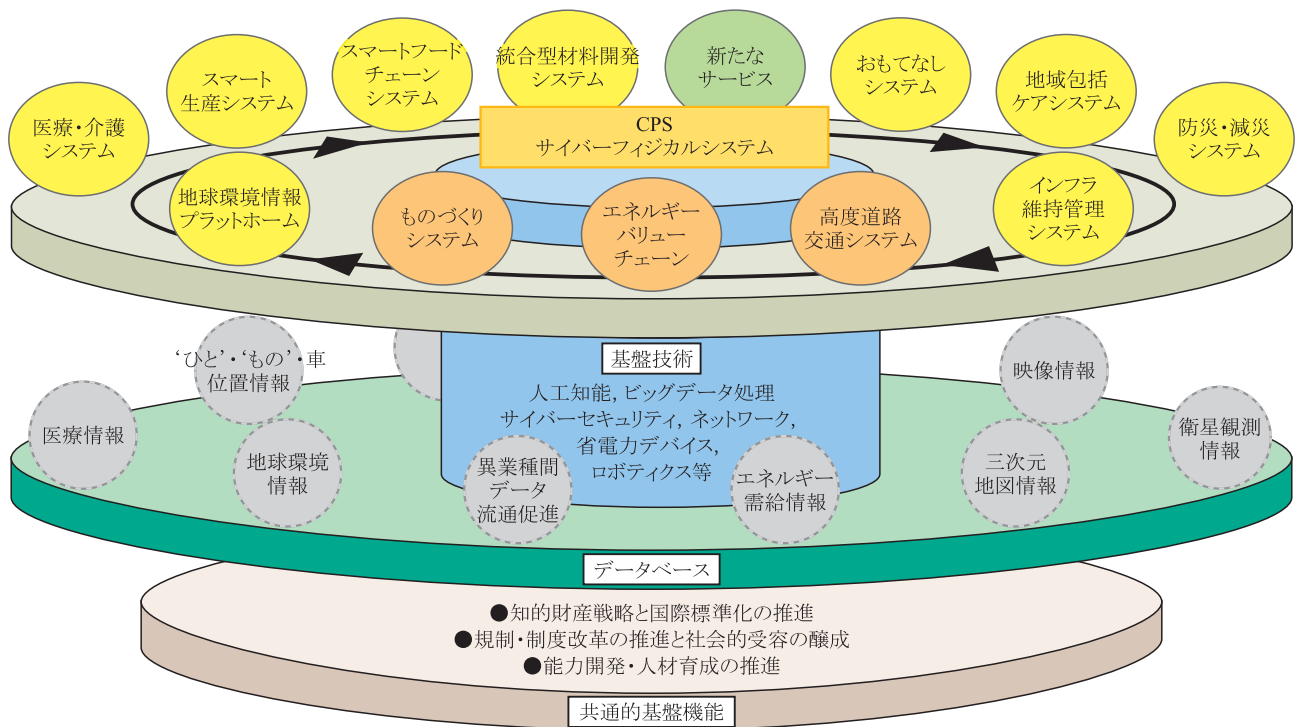 医療・介護
システム
スマート
生産システム
スマートフード
チェーン
システム
統合型材料開発
システム
新たな
サービス
おもてなし
システム
地域包括
ケアシステム
防災・減災
システム
CPS
サイバーフィジカルシステム
地球環境情報
プラットホーム
ものづくり
システム
エネルギー
バリュー
チェーン
高度道路
交通システム
インフラ
維持管理
システム
基盤技術
人工知能, ビッグデータ処理
サイバーセキュリティ, ネットワーク,
省電力デバイス,
ロボティクス等
‘ひと’・‘もの’・車
位置情報
映像情報
医療情報
地球環境
情報
異業種間
データ
流通促進
エネルギー
需給情報
三次元
地図情報
衛星観測
情報
データベース
●知的財産戦略と国際標準化の推進
●規制・制度改革の推進と社会的受容の醸成
●能力開発・人材育成の推進
共通的基盤機能